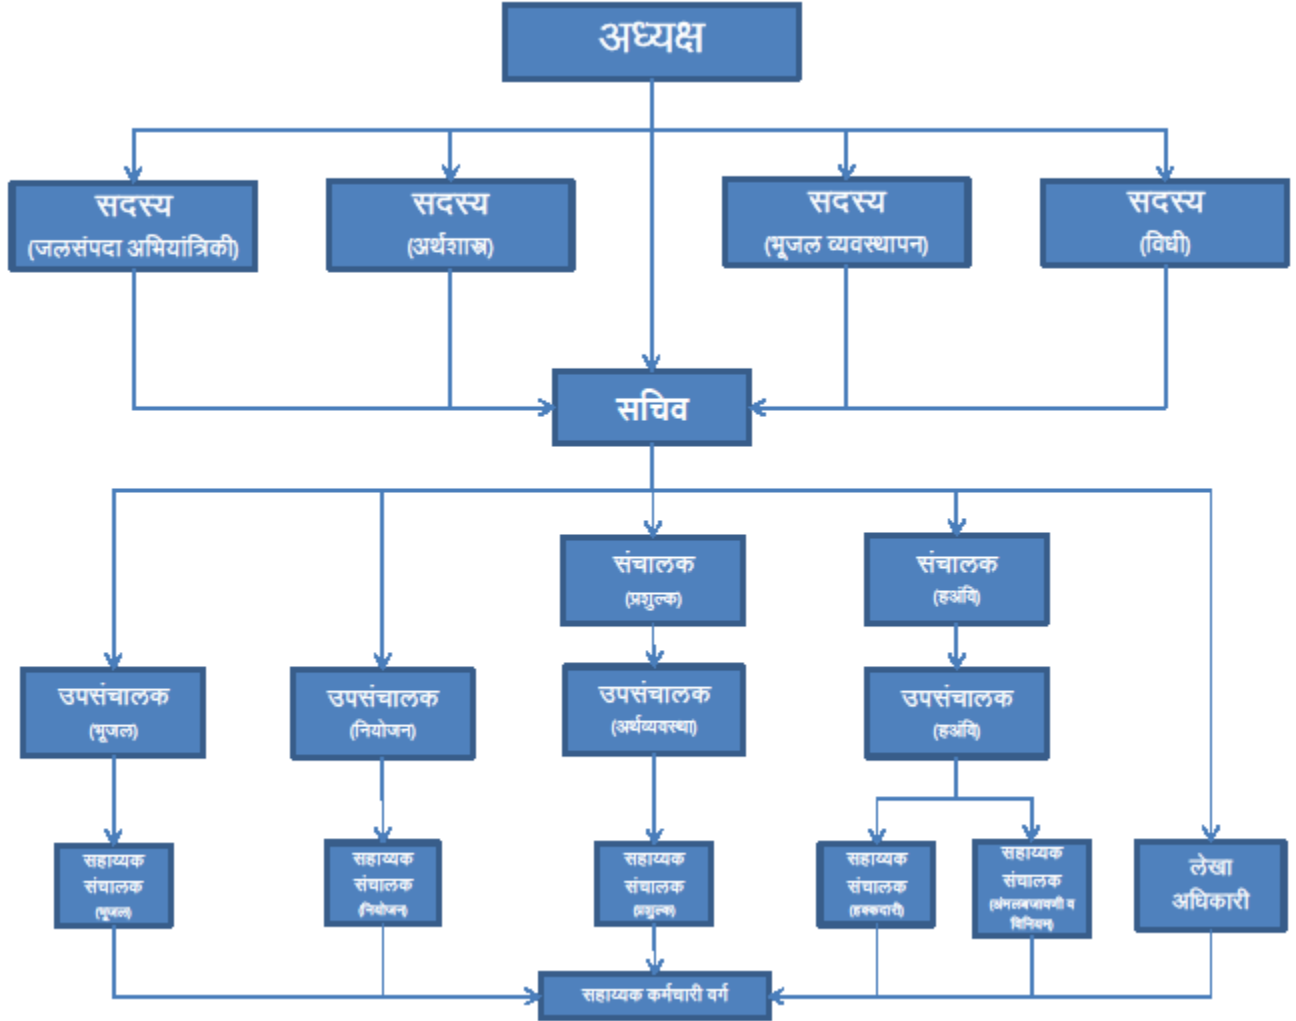 अध्यक्ष
सदस्य
(जलसंपदा अभियांत्रिकी)
सदस्य
(अर्थशास्त्र)
सदस्य
(भूजल व्यवस्थापन)
सदस्य
(विधी)
सचिव
संचालक
(प्रशुल्क)
संचालक
(हअंवि)
उपसंचालक
(भूजल)
उपसंचालक
(नियोजन)
उपसंचालक
(अर्थव्यवस्था)
उपसंचालक
(हअंवि)
सहाय्यक
संचालक
(भूजल)
सहाय्यक
संचालक
(नियोजन)
सहाय्यक
संचालक
(प्रशुल्क)
सहाय्यक
संचालक
(हक्कदारी)
सहाय्यक
संचालक
(अंमलबजावणी व
विनियम)
लेखा
अधिकारी
सहाय्यक कर्मचारी वर्ग